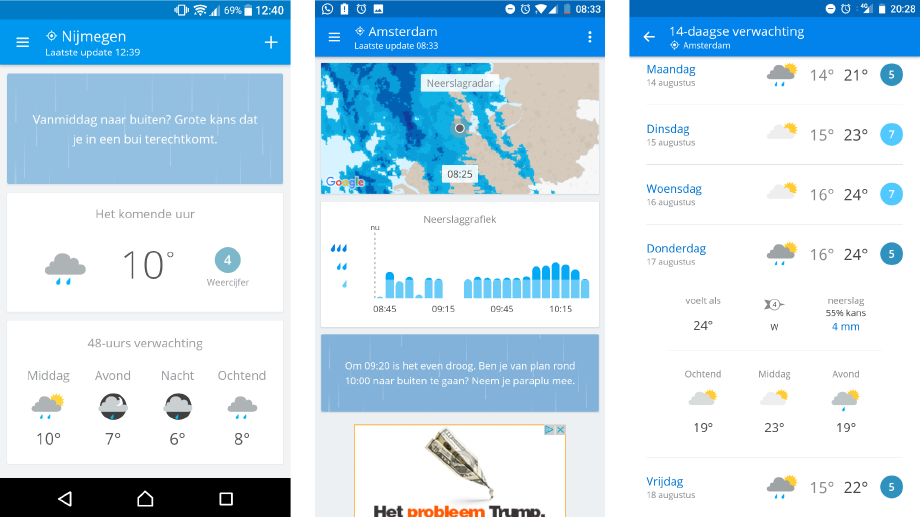 69% 12:40
Nijmegen
Laatste update 12:39
Vanmiddag naar buiten? Grote kans dat
je in een bui terechtkomt.
Het komende uur
10°
4
Weercijfer
48-uurs verwachting
Middag Avond Nacht Ochtend
10° 7° 6° 8°
08:33
Amsterdam
Laatste update 08:33
Neerslagradar
08:25
Google
Neerslaggrafiek
nu
08:45 09:15 09:45 10:15
Om 09:20 is het even droog. Ben je van plan rond
10:00 naar buiten te gaan? Neem je paraplu mee.
Het probleem Trump.
4G 20:28
14-daagse verwachting
Amsterdam
Maandag 14° 21° 5
14 augustus
Dinsdag 15° 23° 7
15 augustus
Woensdag 16° 24° 7
16 augustus
Donderdag 16° 24° 5
17 augustus
voelt als 4 neerslag
24° W 55% kans
4 mm
Ochtend Middag Avond
19° 23° 19°
Vrijdag 15° 22° 5
18 augustus